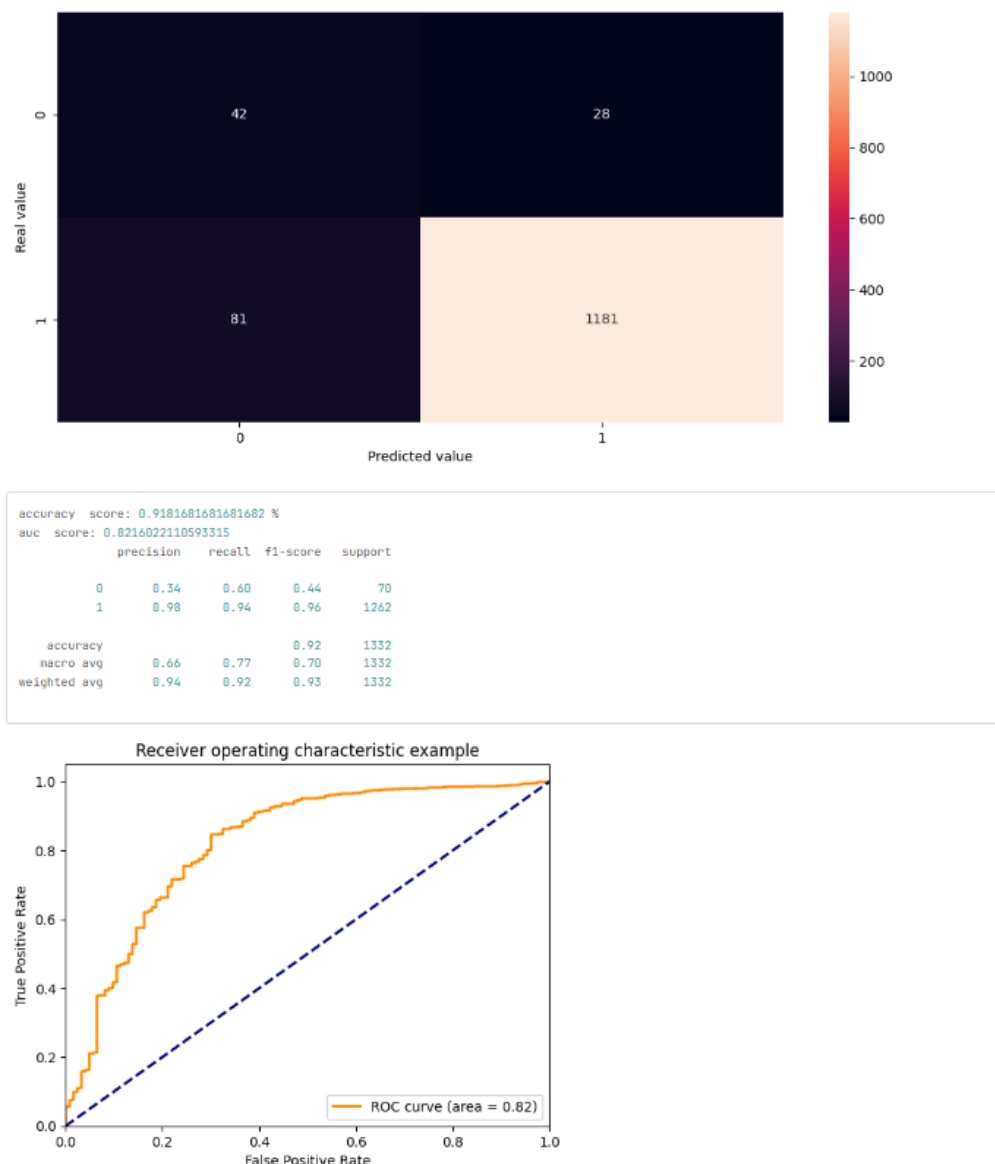 1000
0
42
28
800
Real value
600
400
1
81
1181
200
0
1
Predicted value
accuracy  score: 0.9181681681681682 %
auc  score: 0.8216022110593315
precision recall f1-score support
0 0.34 0.60 0.44 70
1 0.98 0.94 0.96 1262
accuracy 0.92 1332
macro avg 0.66 0.77 0.70 1332
weighted avg 0.94 0.92 0.93 1332
Receiver operating characteristic example
1.0
0.8
0.6
True Positive Rate
0.4
0.2
ROC curve (area = 0.82)
0.0
0.0 0.2 0.4 0.6 0.8 1.0
False Positive Rate